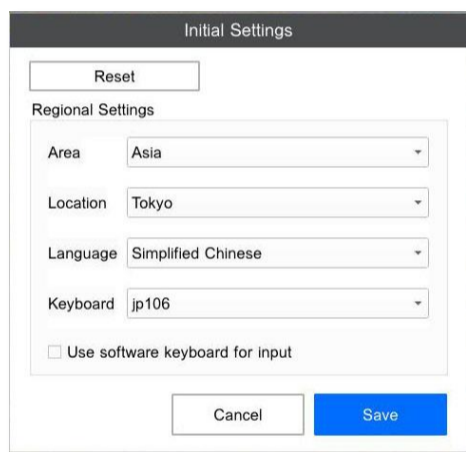 Initial Settings
Reset
Regional Settings
Area Asia
Location Tokyo
Language Simplified Chinese
Keyboard jp106
Use software keyboard for input
Cancel Save